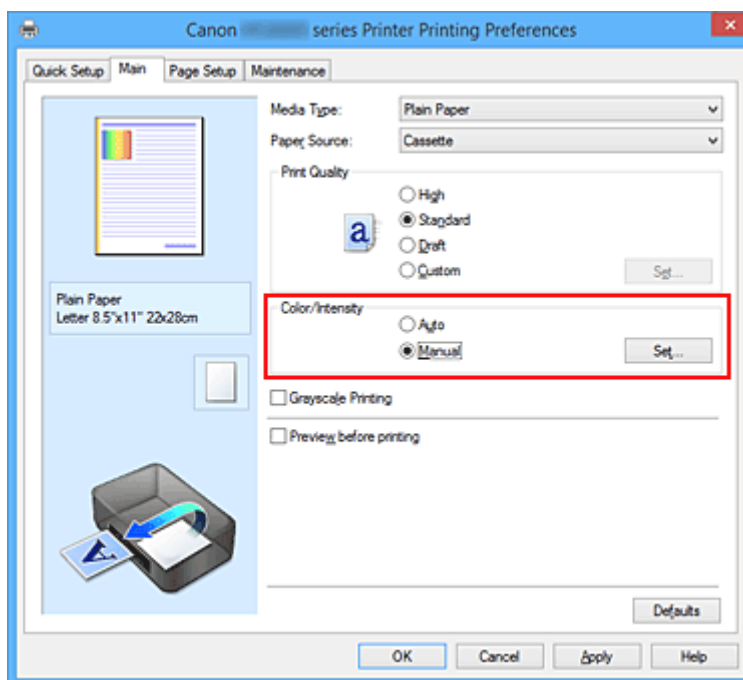 Canon series Printer Printing Preferences
Quick Setup Main Page Setup Maintenance
Media Type: Plain Paper
Paper Source: Cassette
Print Quality
High
Standard
Draft
Custom Set...
Plain Paper
Letter 8.5"x11" 22x28cm
Color/Intensity
Auto
Manual Set...
Grayscale Printing
Preview before printing
Defaults
OK Cancel Apply Help